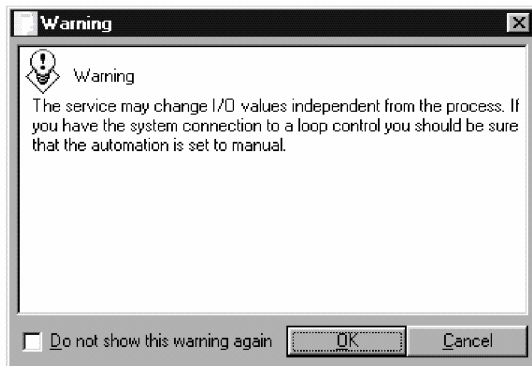 Warning
Warning
The service may change I/O values independent from the process. If
you have the system connection to a loop control you should be sure
that the automation is set to manual.
Do not show this warning again
OK
Cancel